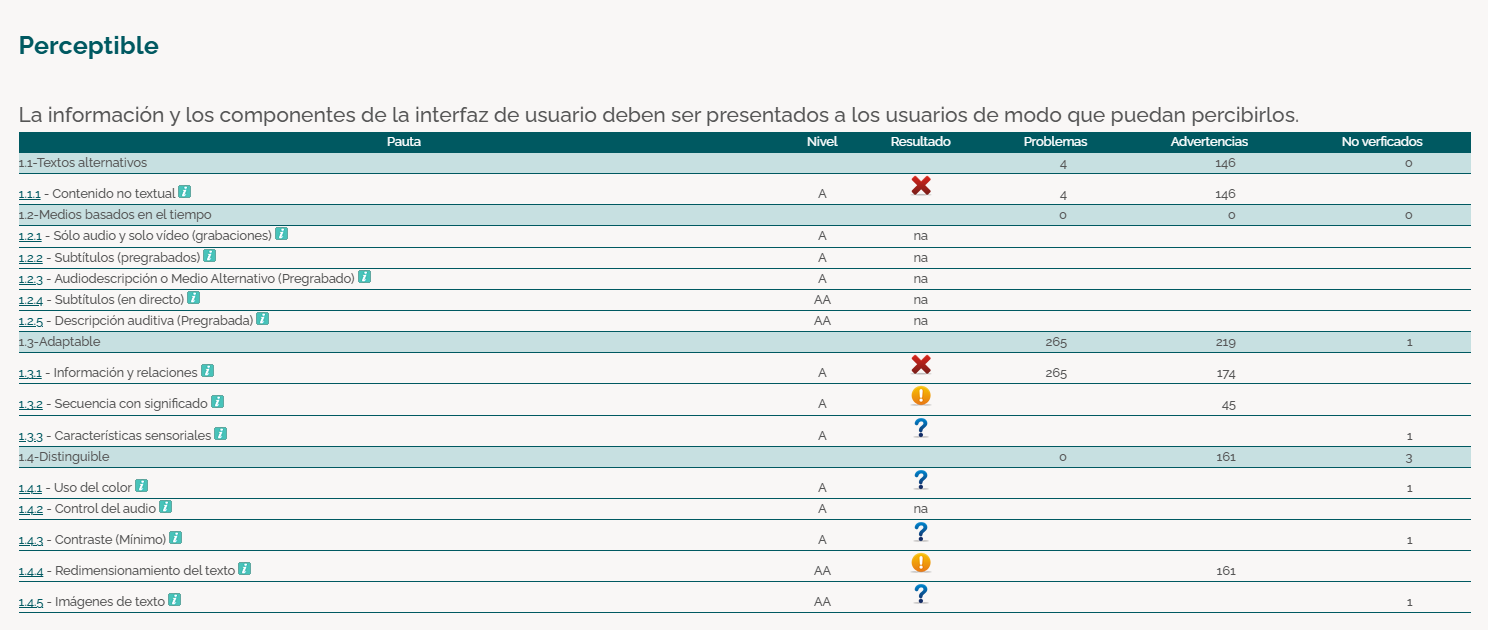 Perceptible
La información y los componentes de la interfaz de usuario deben ser presentados a los usuarios de modo que puedan percibirlos.
Pauta Nivel Resultado Problemas Advertencias No verficados
1.1-Textos alternativos 4 146 0
1.1.1 - Contenido no textual i A 4 146
1.2-Medios basados en el tiempo 0 0 0
1.2.1 - Sólo audio y solo vídeo (grabaciones) i A na
1.2.2 - Subtítulos (pregrabados) i A na
1.2.3 - Audiodescripción o Medio Alternativo (Pregrabado) i A na
1.2.4 - Subtítulos (en directo) i AA na
1.2.5 - Descripción auditiva (Pregrabada) i AA na
1.3-Adaptable 265 219 1
1.3.1 - Información y relaciones i A 265 174
1.3.2 - Secuencia con significado i A ! 45
1.3.3 - Características sensoriales i A ? 1
1.4-Distinguible 0 161 3
1.4.1 - Uso del color i A ? 1
1.4.2 - Control del audio i A na
1.4.3 - Contraste (Mínimo) i A ? 1
1.4.4 - Redimensionamiento del texto i AA ! 161
1.4.5 - Imágenes de texto i AA ? 1